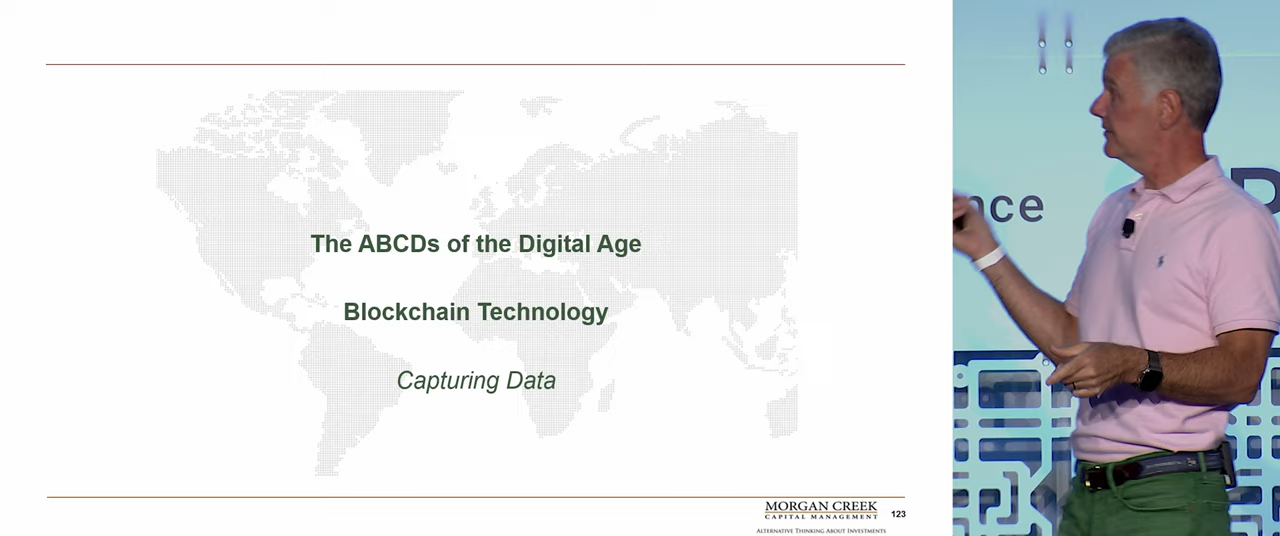 The ABCDs of the Digital Age
Blockchain Technology
Capturing Data
MORGAN CREEK
CAPITAL MANAGEMENT
ALTERNATIVE THINKING ABOUT INVESTMENTS
123
nce